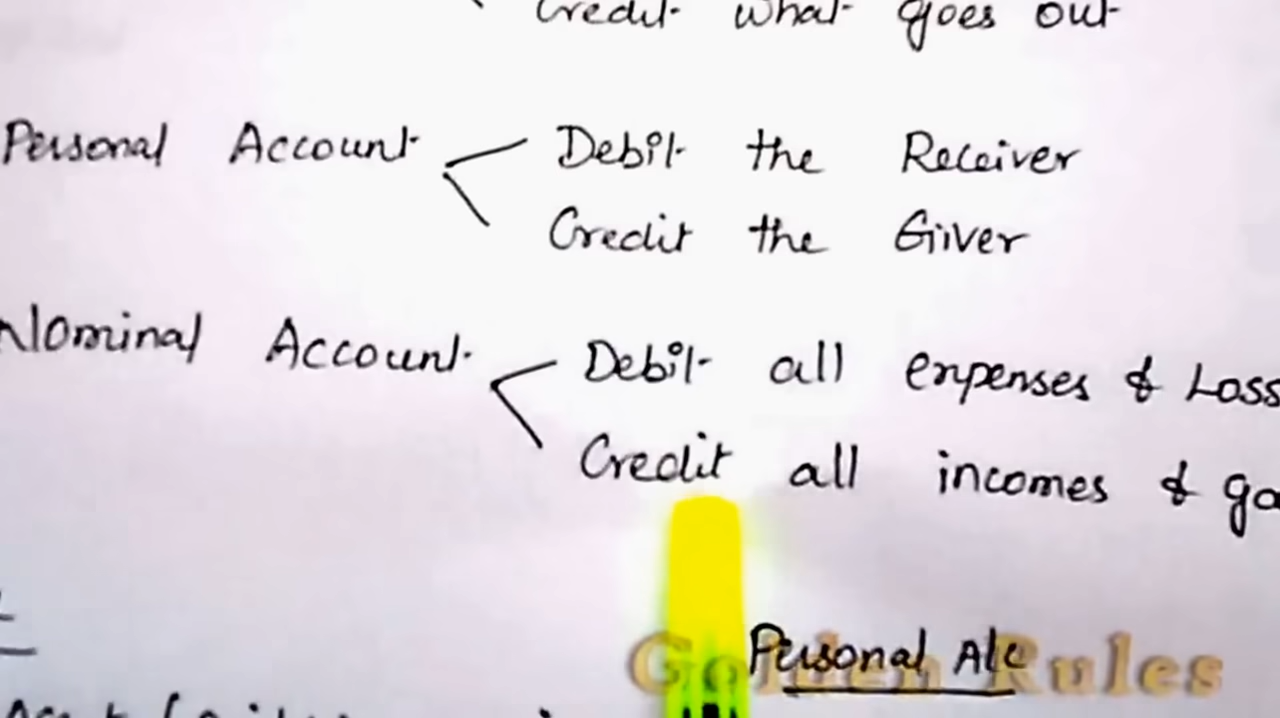 Credit what goes out
Personal Account Debit the Receiver
Credit the Giver
Nominal Account Debit all expenses & Loss
Credit all incomes & ga
Personal A/c
Golden Rules